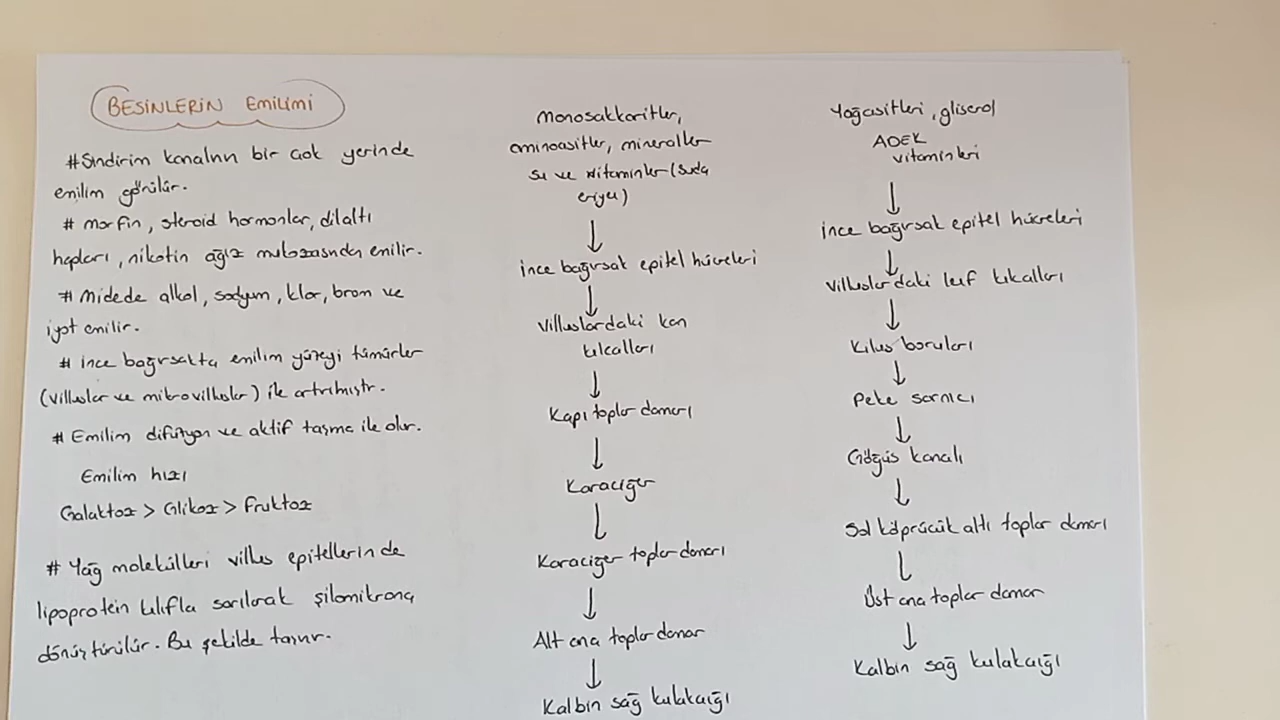 BESİNLERİN EMİLİMİ
#Sindirim kanalının bir çok yerinde
emilim görülür.
# morfin, steroid hormonlar, dilaltı
hapları, nikotin ağız mukozasından emilir.
# Midede alkol, sodyum, klor, brom ve
iyot emilir.
# İnce bağırsakta emilim yüzeyi tümürler
(villuslar ve mikrovilluslar) ile artırılmıştır.
# Emilim difüzyon ve aktif taşıma ile olur.
Emilim hızı
Galaktoz > Glikoz > Fruktoz
# Yağ molekülleri villus epitellerinde
lipoprotein kılıfla sarılarak şilomikrona
dönüştürülür. Bu şekilde taşınır.
Monosakkaritler,
aminoasitler, mineraller
su ve vitaminler (suda
eriyen)
↓
İnce bağırsak epitel hücreleri
↓
Villuslardaki kan
kılcalları
↓
Kapı toplar damarı
↓
Karaciğer
↓
Karaciğer toplar damarı
↓
Alt ana toplar damar
↓
Kalbin sağ kulakçığı
Yağasitleri, gliserol
ADEK
vitaminleri
↓
İnce bağırsak epitel hücreleri
↓
Villuslardaki lenf kılcalları
↓
Kilus boruları
↓
Peke sarnıcı
↓
Göğüs kanalı
↓
Sol köprücük altı toplar damarı
↓
Üst ana toplar damar
↓
Kalbin sağ kulakçığı